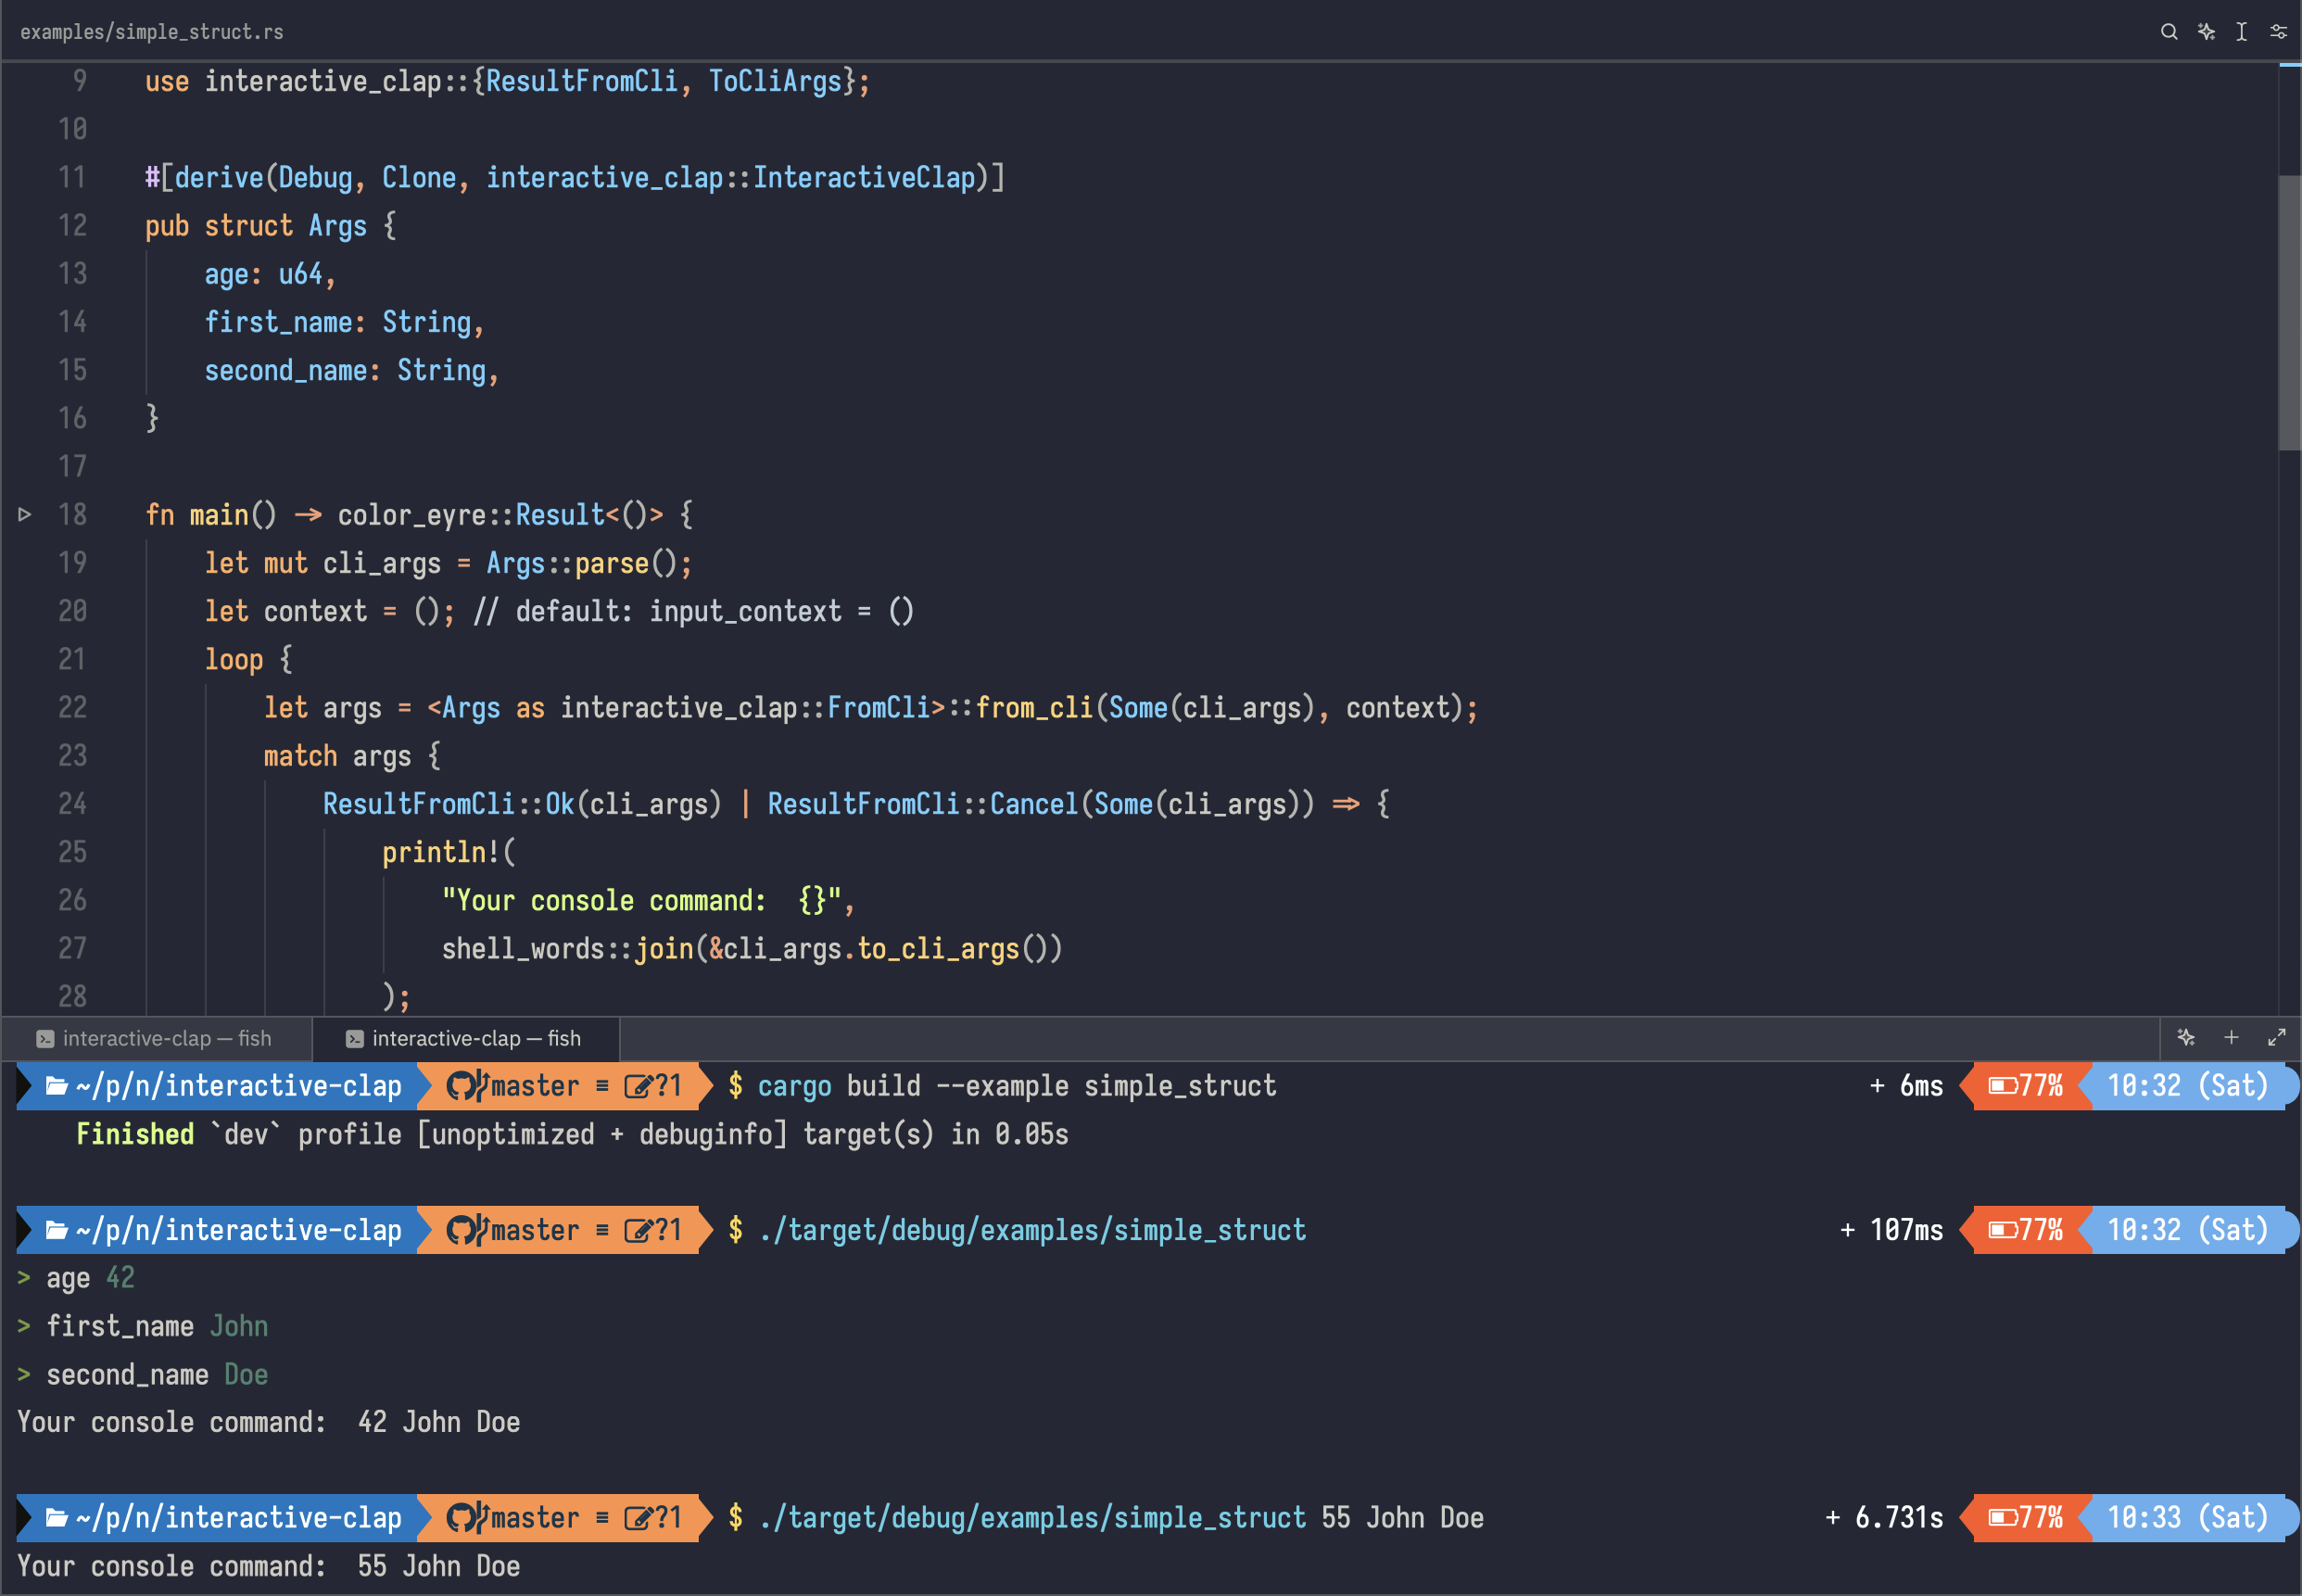 examples/simple_struct.rs
9 use interactive_clap::{ResultFromCli, ToCliArgs};
10
11 #[derive(Debug, Clone, interactive_clap::InteractiveClap)]
12 pub struct Args {
13     age: u64,
14     first_name: String,
15     second_name: String,
16 }
17
18 fn main() -> color_eyre::Result<()> {
19     let mut cli_args = Args::parse();
20     let context = (); // default: input_context = ()
21     loop {
22         let args = <Args as interactive_clap::FromCli>::from_cli(Some(cli_args), context);
23         match args {
24             ResultFromCli::Ok(cli_args) | ResultFromCli::Cancel(Some(cli_args)) => {
25                 println!(
26                     "Your console command:  {}",
27                     shell_words::join(&cli_args.to_cli_args())
28                 );
interactive-clap — fish interactive-clap — fish
~/p/n/interactive-clap master ≡ ?1 $ cargo build --example simple_struct + 6ms 77% 10:32 (Sat)
Finished `dev` profile [unoptimized + debuginfo] target(s) in 0.05s
~/p/n/interactive-clap master ≡ ?1 $ ./target/debug/examples/simple_struct + 107ms 77% 10:32 (Sat)
> age 42
> first_name John
> second_name Doe
Your console command:  42 John Doe
~/p/n/interactive-clap master ≡ ?1 $ ./target/debug/examples/simple_struct 55 John Doe + 6.731s 77% 10:33 (Sat)
Your console command:  55 John Doe